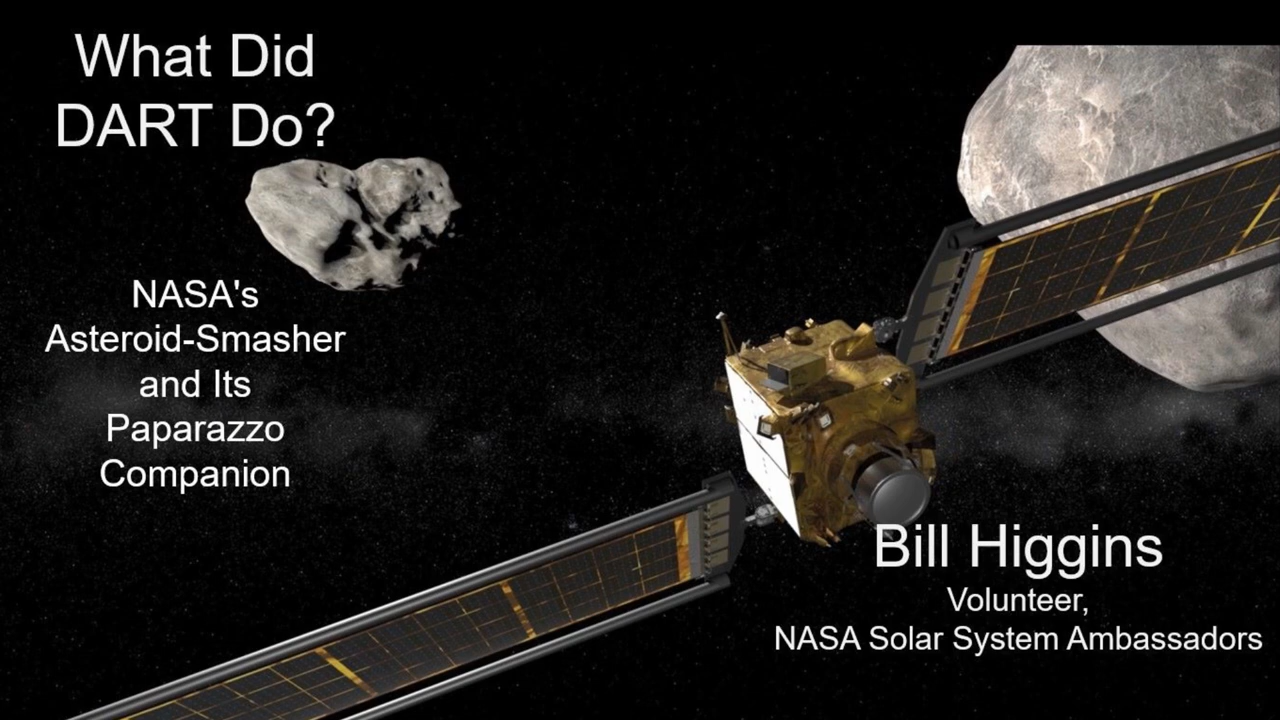 What Did
DART Do?
NASA's
Asteroid-Smasher
and Its
Paparazzo
Companion
Bill Higgins
Volunteer,
NASA Solar System Ambassadors